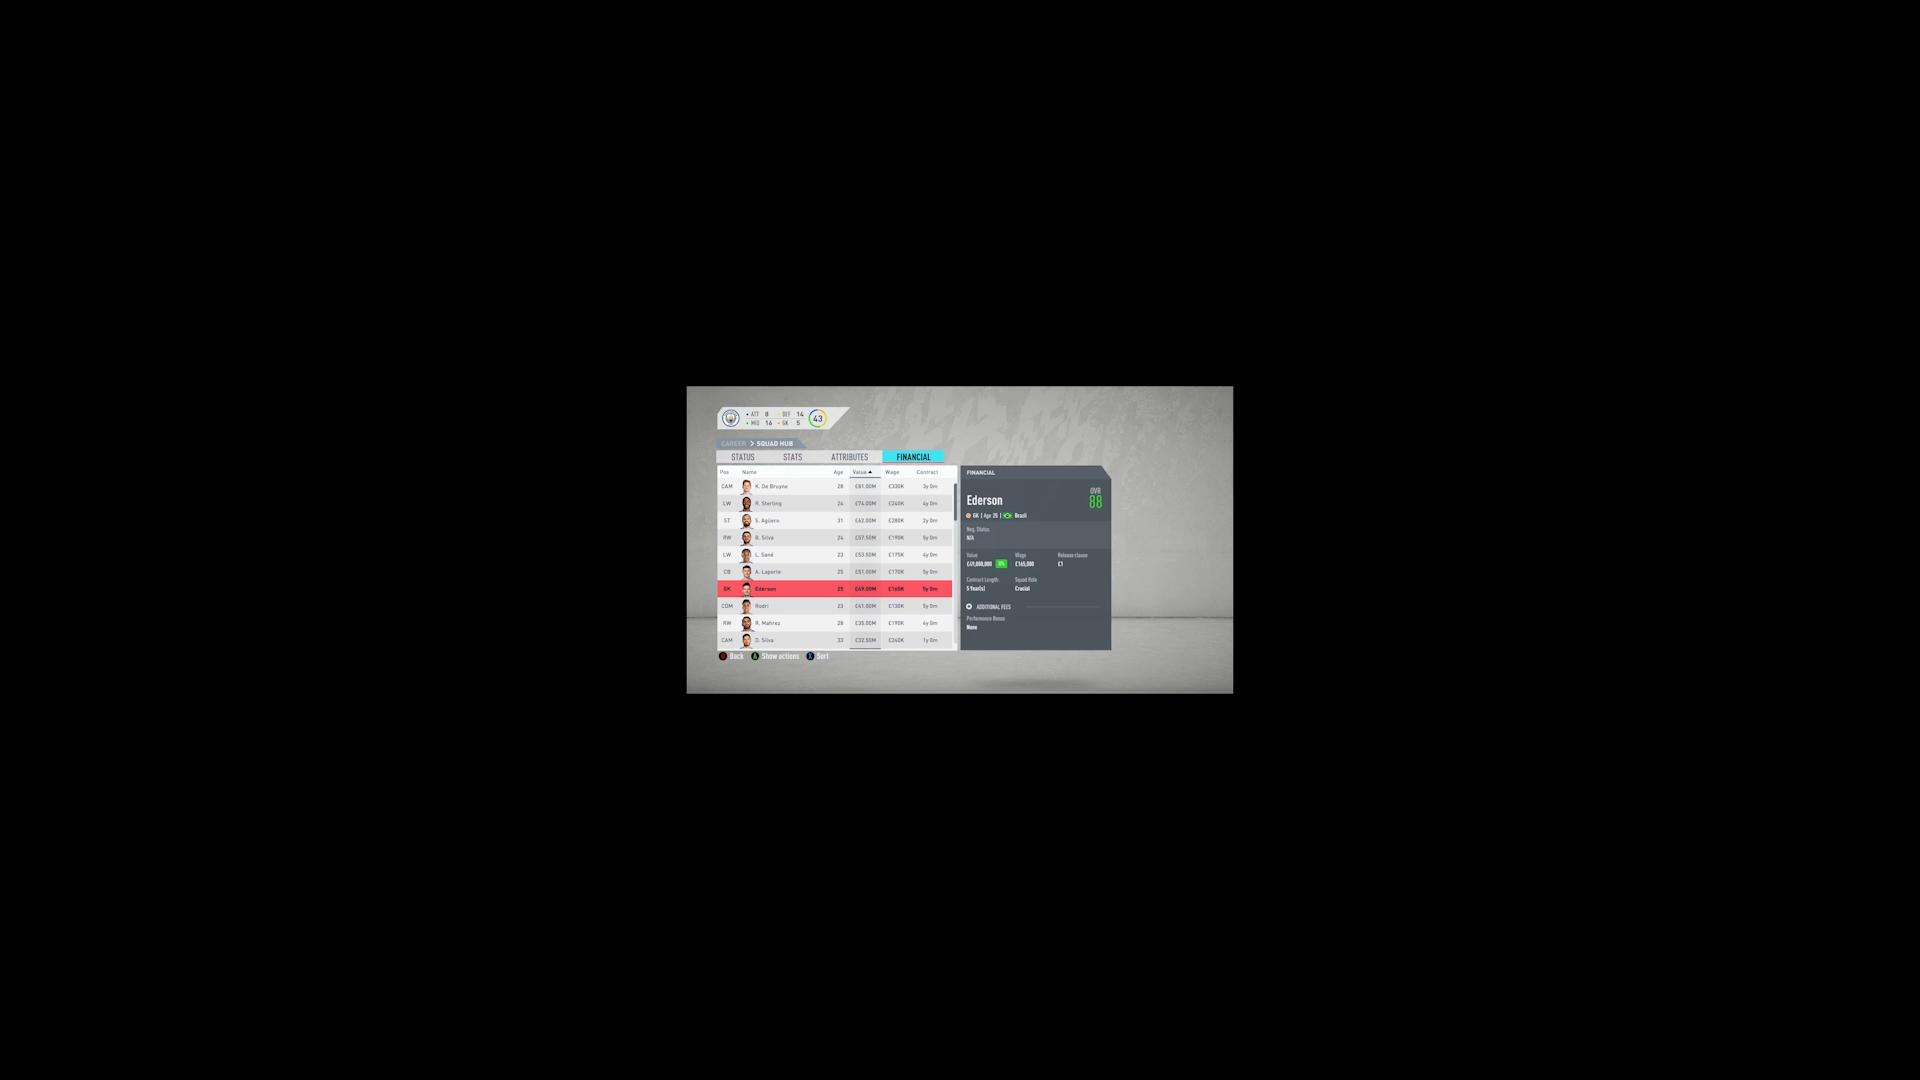 ATT 8 DEF 14
MID 16 GK 5
43
CAREER > SQUAD HUB
STATUS STATS ATTRIBUTES FINANCIAL
Pos Name Age Value Wage Contract
CAM K. De Bruyne 28 £81.00M £330K 3y 0m
LW R. Sterling 24 £74.00M £240K 4y 0m
ST S. Agüero 31 £62.00M £280K 2y 0m
RW B. Silva 24 £57.50M £190K 5y 0m
LW L. Sané 23 £53.50M £175K 4y 0m
CB A. Laporte 25 £51.00M £170K 5y 0m
GK Ederson 25 £49.00M £165K 5y 0m
CDM Rodri 23 £41.00M £130K 5y 0m
RW R. Mahrez 28 £35.00M £190K 4y 0m
CAM D. Silva 33 £32.50M £240K 1y 0m
FINANCIAL
Ederson
OVR
88
GK | Age 25 | Brazil
Neg. Status
N/A
Value Wage Release clause
£49,000,000 0% £165,000 £1
Contract Length: Squad Role
5 Year(s) Crucial
ADDITIONAL FEES
Performance Bonus
None
Back Show actions Sort